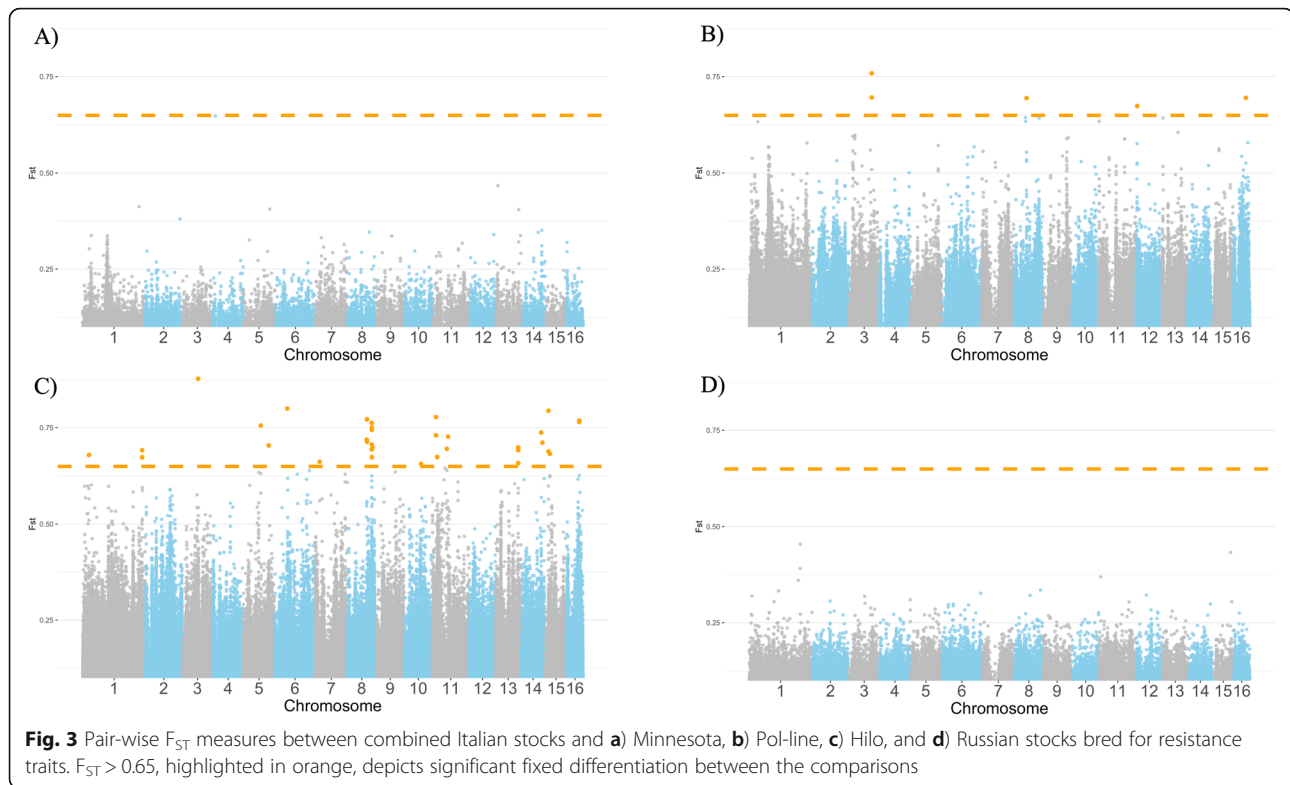 A)
0.75
0.50
0.25
Fst
1 2 3 4 5 6 7 8 9 10 11 12 13 14 15 16
Chromosome
B)
0.75
0.50
0.25
Fst
1 2 3 4 5 6 7 8 9 10 11 12 13 14 15 16
Chromosome
C)
0.75
0.50
0.25
Fst
1 2 3 4 5 6 7 8 9 10 11 12 13 14 15 16
Chromosome
D)
0.75
0.50
0.25
Fst
1 2 3 4 5 6 7 8 9 10 11 12 13 14 15 16
Chromosome
Fig. 3 Pair-wise FST measures between combined Italian stocks and a) Minnesota, b) Pol-line, c) Hilo, and d) Russian stocks bred for resistance
traits. FST > 0.65, highlighted in orange, depicts significant fixed differentiation between the comparisons